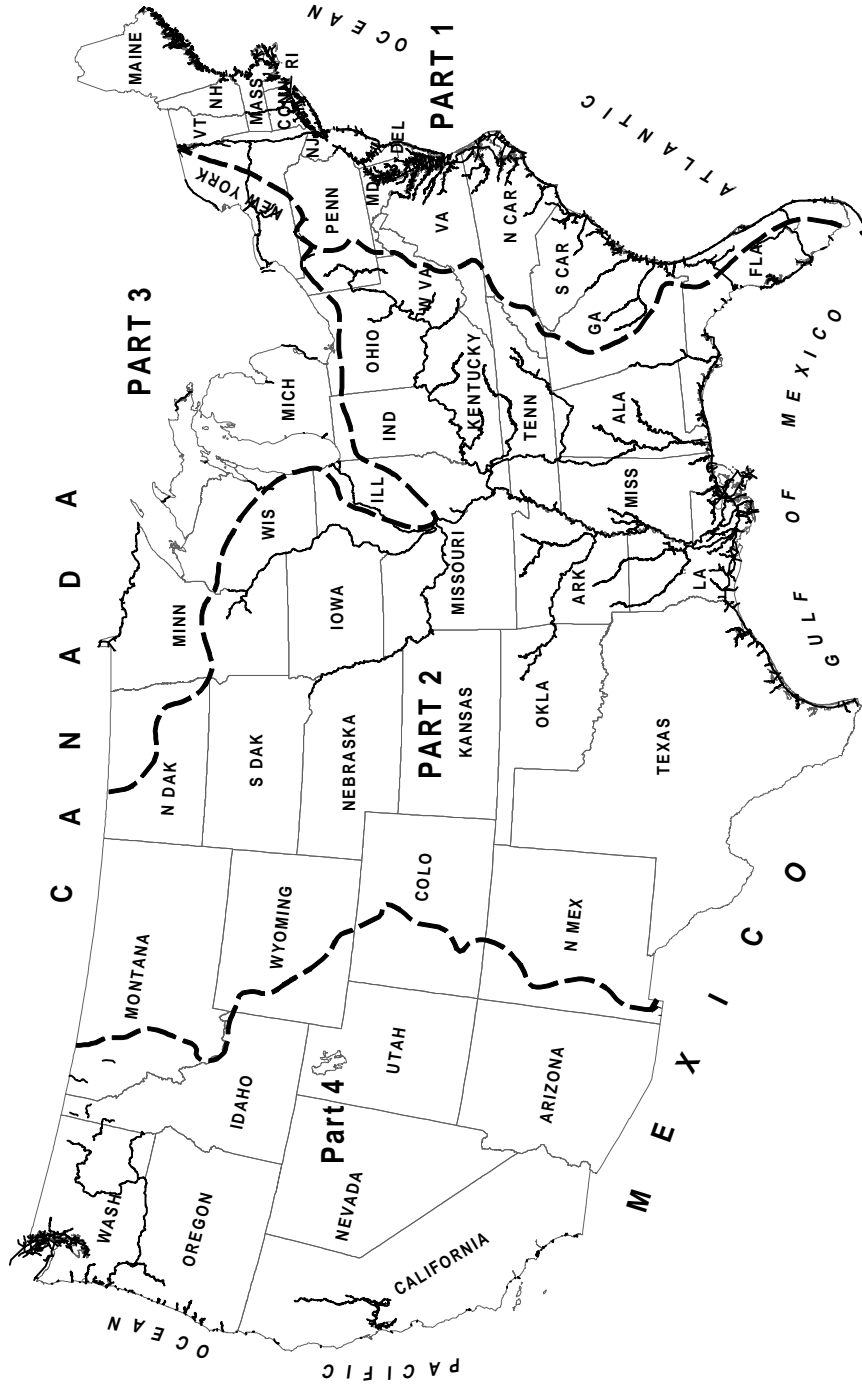 C A N A D A
PART 3
MAINE
VT
NH
MASS
CONN
RI
NEW YORK
NJ
PENN
MD
DEL
OCEAN
PART 1
ATLANTIC
WASH
MONTANA
N DAK
MINN
WIS
MICH
OREGON
IDAHO
WYOMING
S DAK
IOWA
ILL
IND
OHIO
W VA
VA
Part 4
NEVADA
UTAH
COLO
NEBRASKA
PART 2
KANSAS
MISSOURI
KENTUCKY
N CAR
TENN
S CAR
OCEAN
PACIFIC
CALIFORNIA
ARIZONA
N MEX
OKLA
ARK
MISS
ALA
GA
TEXAS
LA
FLA
M E X I C O
GULF OF MEXICO